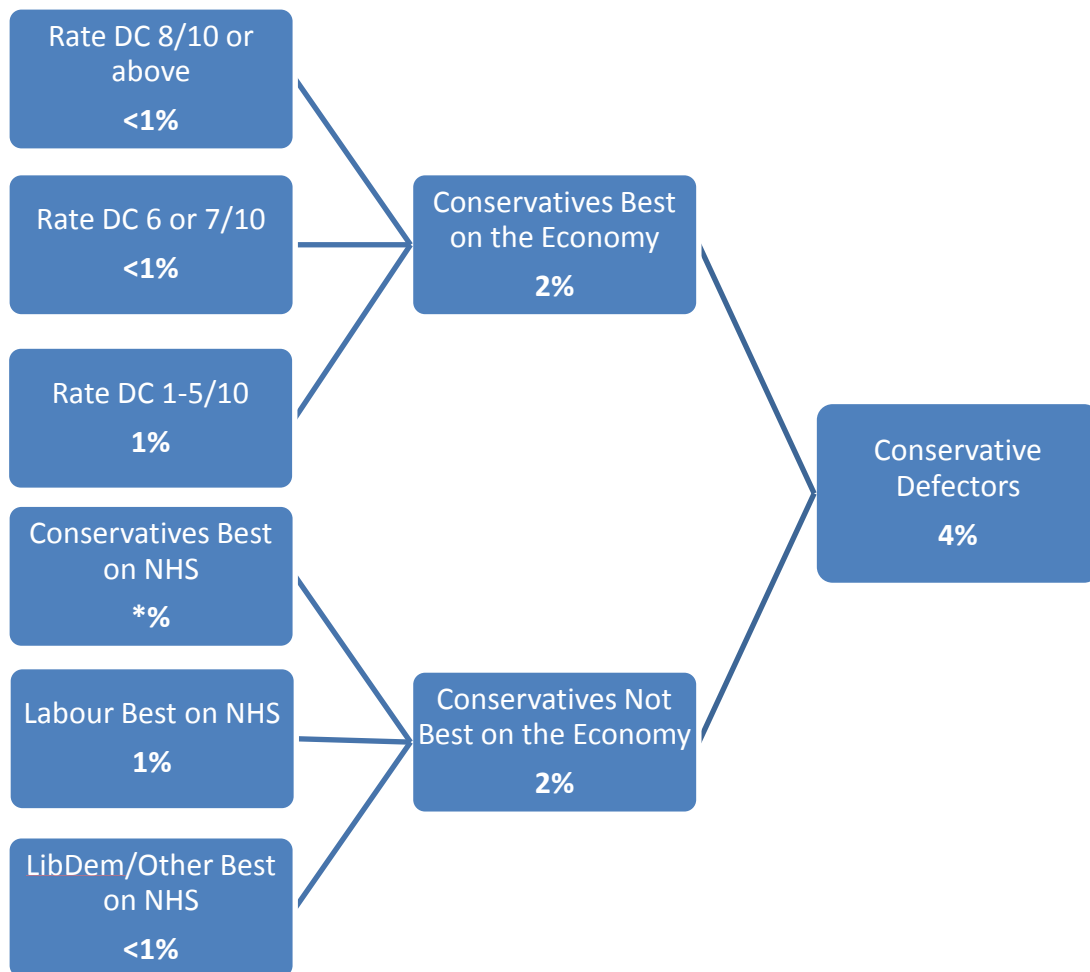 Rate DC 8/10 or
above
<1%
Rate DC 6 or 7/10
<1%
Rate DC 1-5/10
1%
Conservatives Best
on NHS
*%
Labour Best on NHS
1%
LibDem/Other Best
on NHS
<1%
Conservatives Best
on the Economy
2%
Conservatives Not
Best on the Economy
2%
Conservative
Defectors
4%